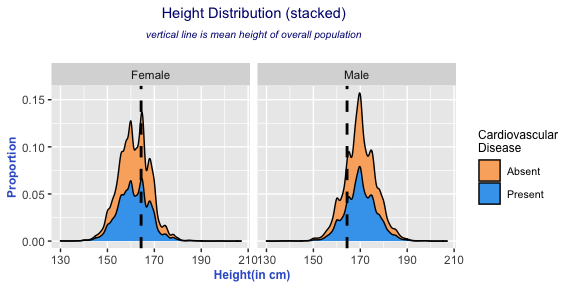 Height Distribution (stacked)
vertical line is mean height of overall population
Female
Male
Proportion
0.15
0.10
0.05
0.00
130
150
170
190
210
130
150
170
190
210
Height(in cm)
Cardiovascular
Disease
Absent
Present